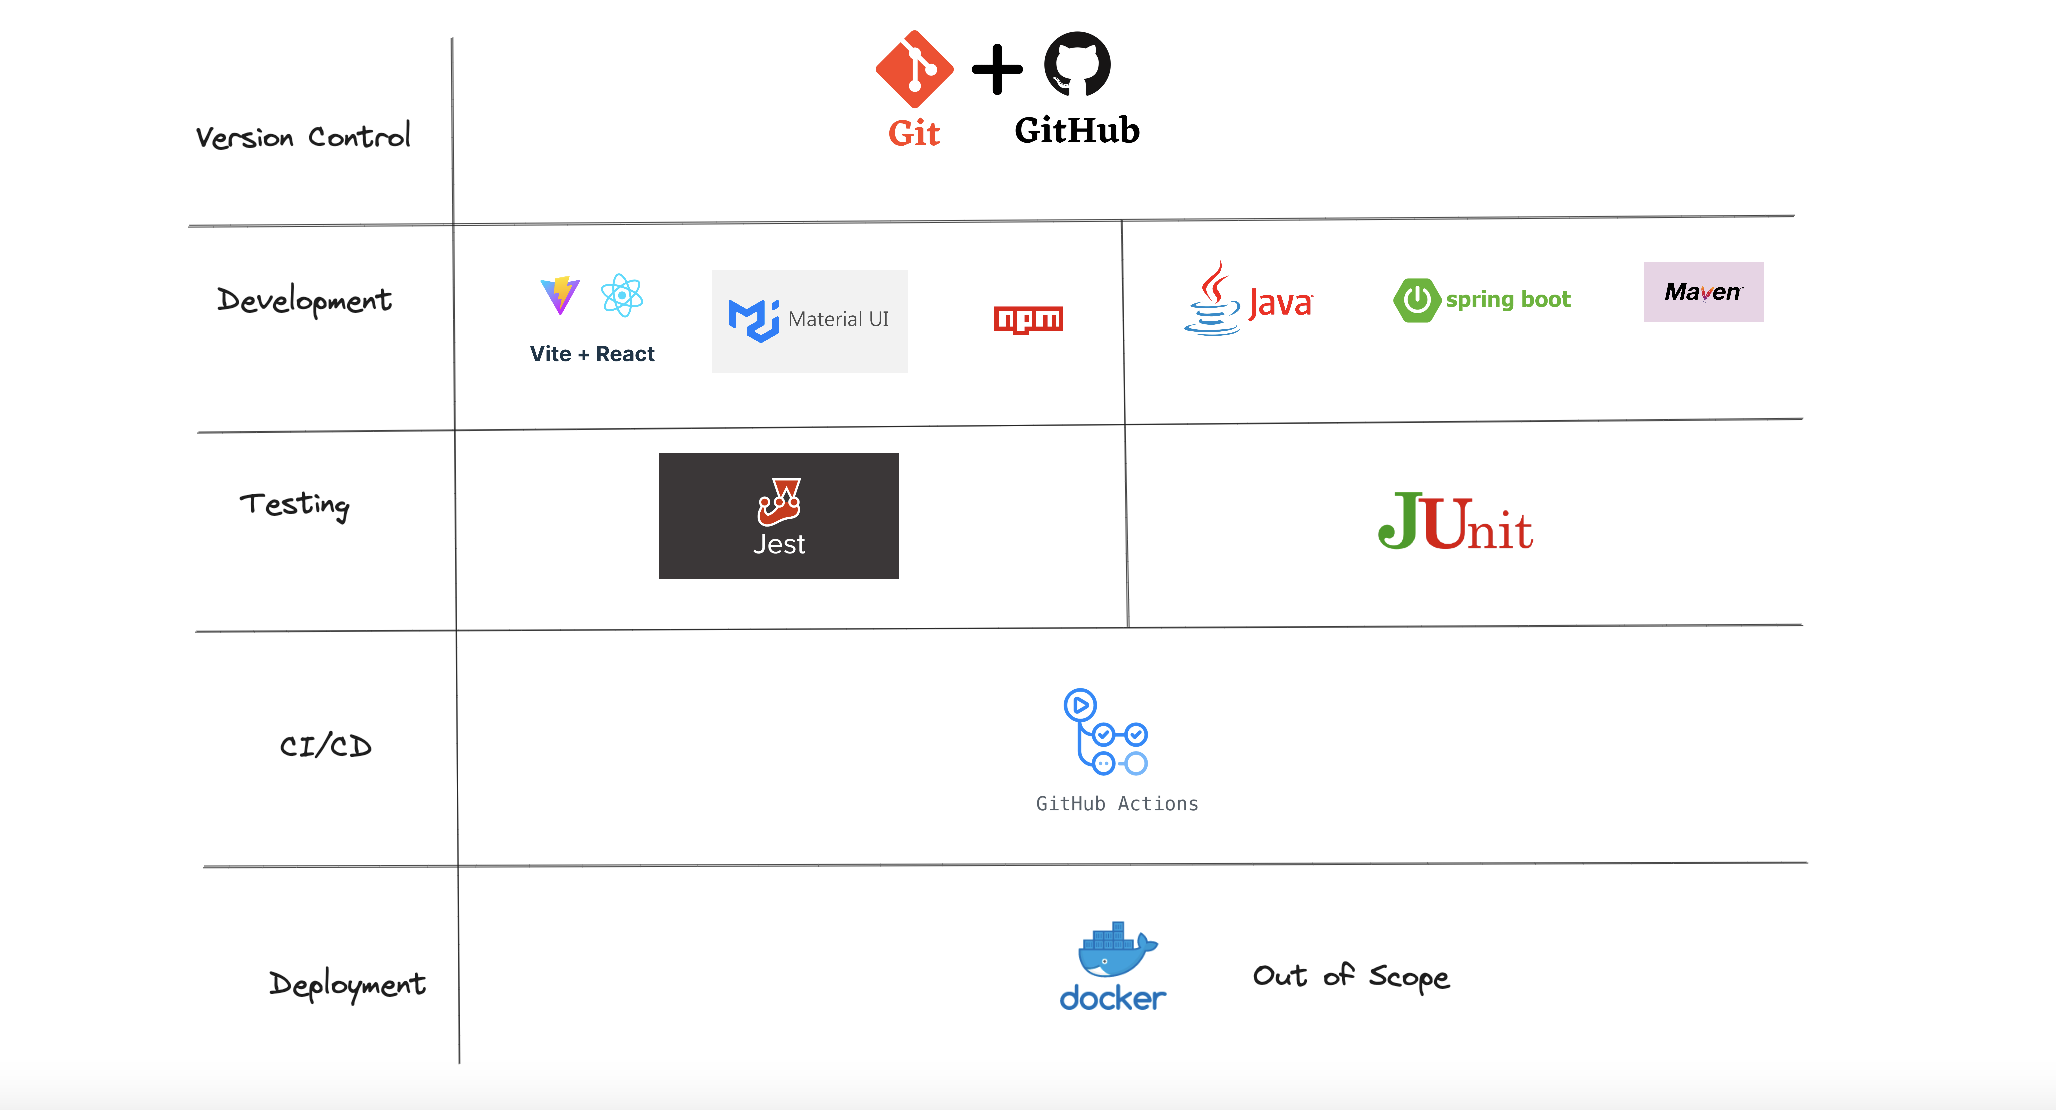 Git
GitHub
Version Control
Development
Vite + React
Material UI
npm
Java
spring boot
Maven
Testing
Jest
JUnit
CI/CD
GitHub Actions
Deployment
docker
Out of Scope